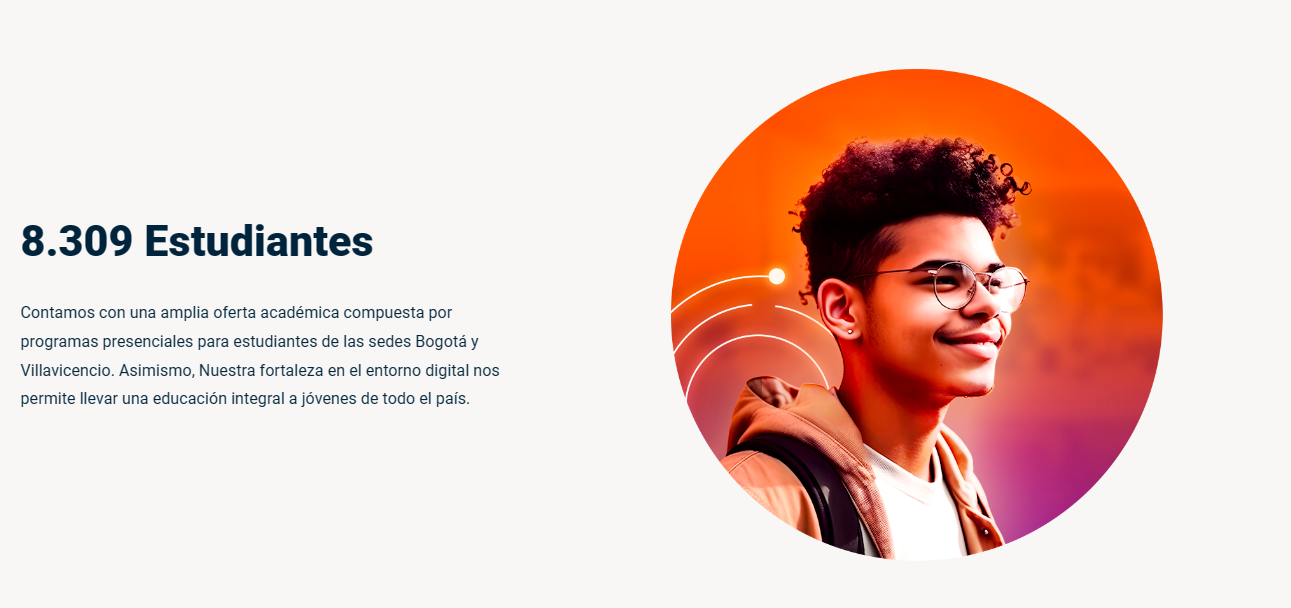 8.309 Estudiantes
Contamos con una amplia oferta académica compuesta por
programas presenciales para estudiantes de las sedes Bogotá y
Villavicencio. Asimismo, Nuestra fortaleza en el entorno digital nos
permite llevar una educación integral a jóvenes de todo el país.